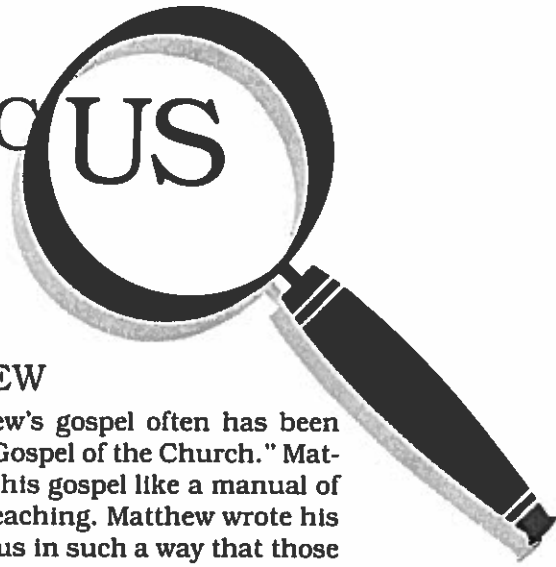 C US
EW
ew's gospel often has been
Gospel of the Church." Mat-
his gospel like a manual of
eaching. Matthew wrote his
us in such a way that those